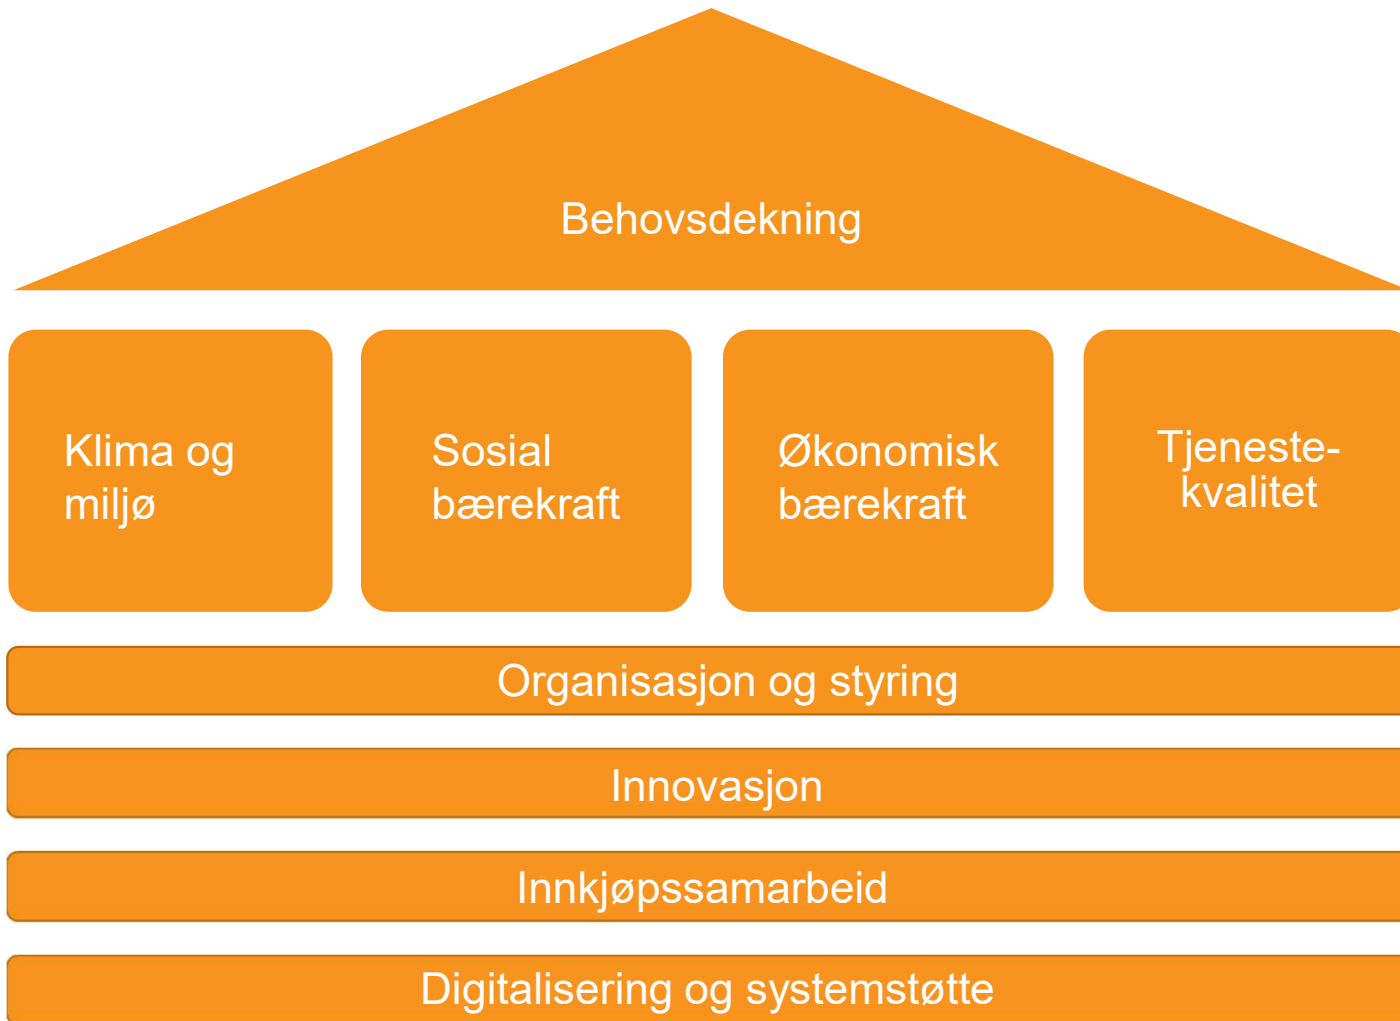 Behovsdekning
Klima og
miljø
Sosial
bærekraft
Økonomisk
bærekraft
Tjeneste-
kvalitet
Organisasjon og styring
Innovasjon
Innkjøpssamarbeid
Digitalisering og systemstøtte